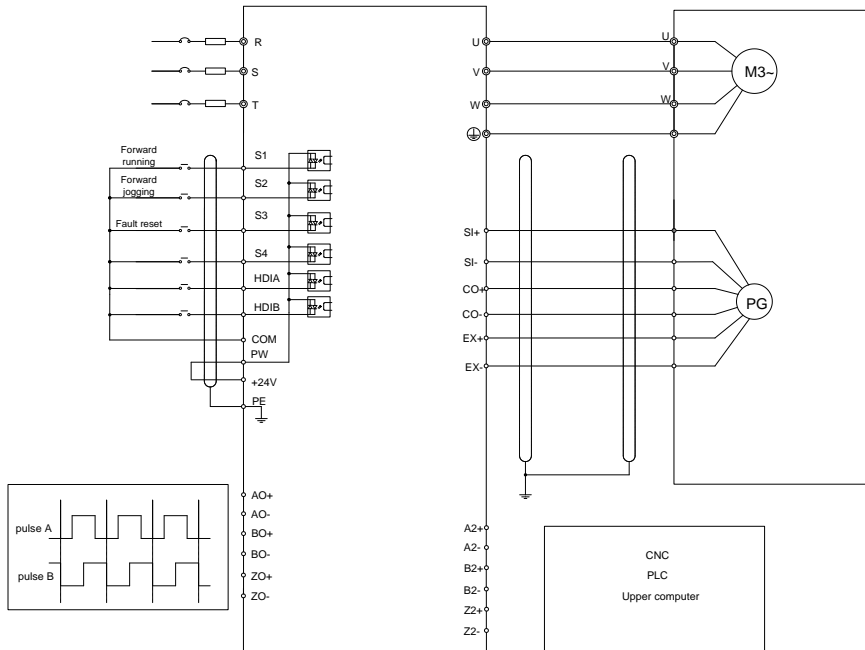 R
S
T
U
V
W
U
V
W
M3~
Forward
running
Forward
jogging
Fault reset
S1
S2
S3
S4
HDIA
HDIB
COM
PW
+24V
PE
SI+
SI-
CO+
CO-
EX+
EX-
PG
pulse A
pulse B
AO+
AO-
BO+
BO-
ZO+
ZO-
A2+
A2-
B2+
B2-
Z2+
Z2-
CNC
PLC
Upper computer